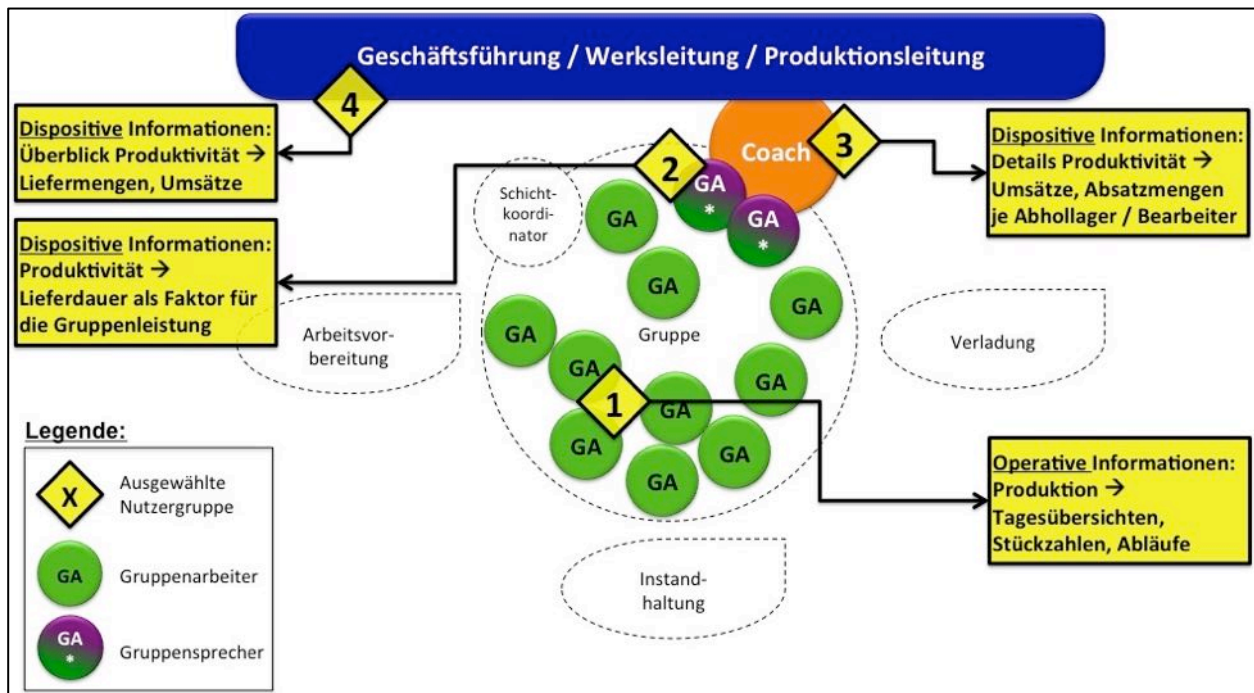 Geschäftsführung / Werksleitung / Produktionsleitung
4
Dispositive Informationen:
Überblick Produktivität →
Liefermengen, Umsätze
Dispositive Informationen:
Produktivität →
Lieferdauer als Faktor für
die Gruppenleistung
3
Coach
Dispositive Informationen:
Details Produktivität →
Umsätze, Absatzmengen
je Abhollager / Bearbeiter
2
Schicht-
koordi-
nator
GA
*
GA
*
GA
GA
GA
Gruppe
GA
GA
GA
1
GA
GA
GA
GA
Arbeitsvor-
bereitung
Verladung
Instand-
haltung
Operative Informationen:
Produktion →
Tagesübersichten,
Stückzahlen, Abläufe
Legende:
X
Ausgewählte
Nutzergruppe
GA
Gruppenarbeiter
GA
*
Gruppensprecher